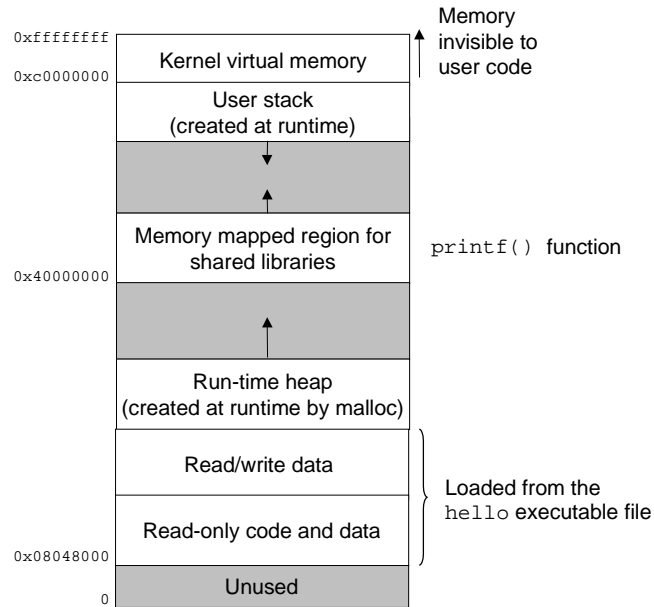 0xffffffff
0xc0000000
0x40000000
0x08048000
0
Kernel virtual memory
User stack
(created at runtime)
Memory mapped region for
shared libraries
Run-time heap
(created at runtime by malloc)
Read/write data
Read-only code and data
Unused
Memory
invisible to
user code
printf() function
Loaded from the
hello executable file